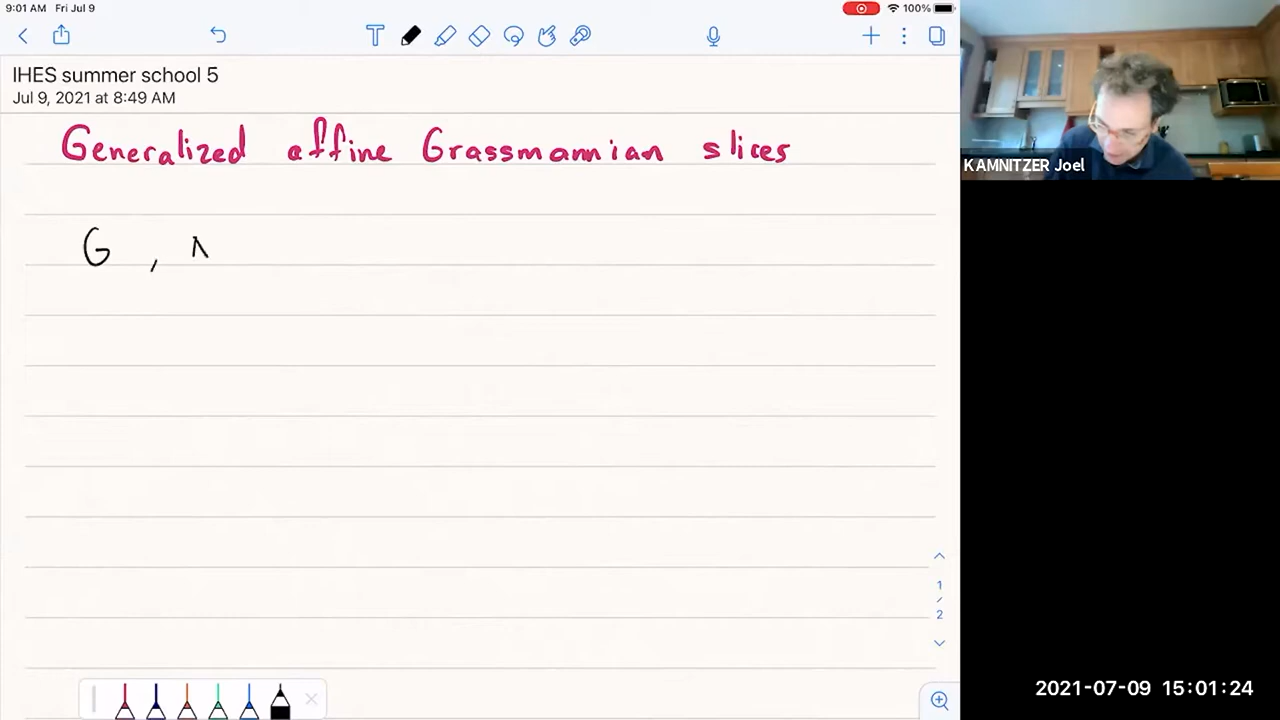 9:01 AM Fri Jul 9 100%
IHES summer school 5
Jul 9, 2021 at 8:49 AM
Generalized affine Grassmannian slices
G ,
KAMNITZER Joel
1
2
2021-07-09 15:01:24